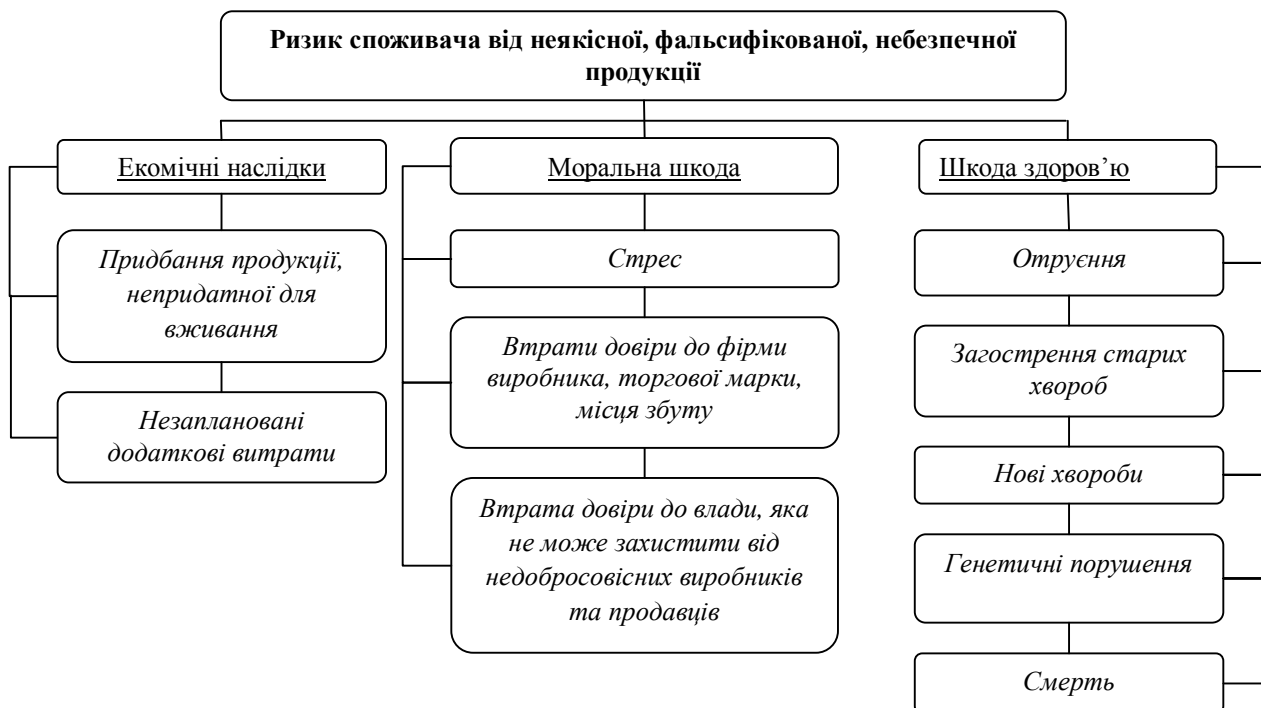 Ризик споживача від неякісної, фальсифікованої, небезпечної
продукції
Екомічні наслідки
Придбання продукції,
непридатної для
вживання
Незаплановані
додаткові витрати
Моральна шкода
Стрес
Втрати довіри до фірми
виробника, торгової марки,
місця збуту
Втрата довіри до влади, яка
не може захистити від
недобросовісних виробників
та продавців
Шкода здоров’ю
Отруєння
Загострення старих
хвороб
Нові хвороби
Генетичні порушення
Смерть